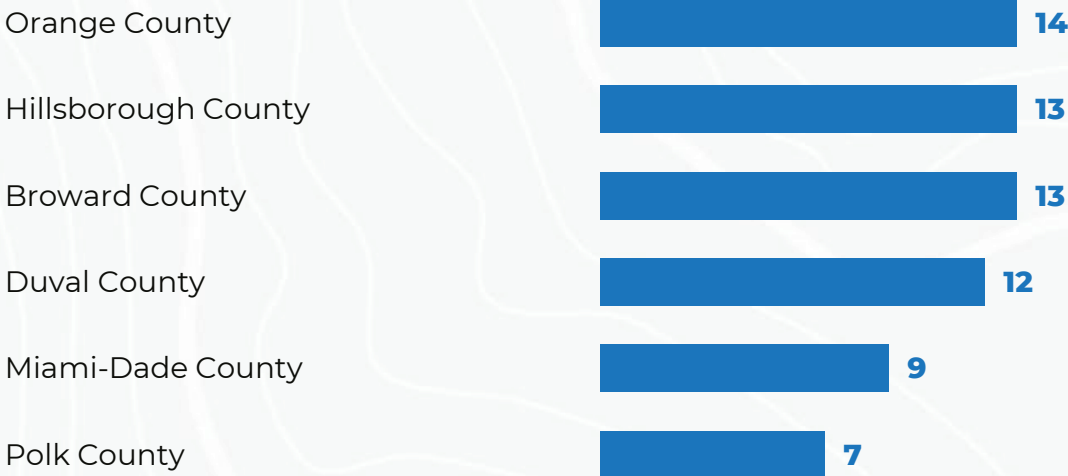 Orange County 14
Hillsborough County 13
Broward County 13
Duval County 12
Miami-Dade County 9
Polk County 7